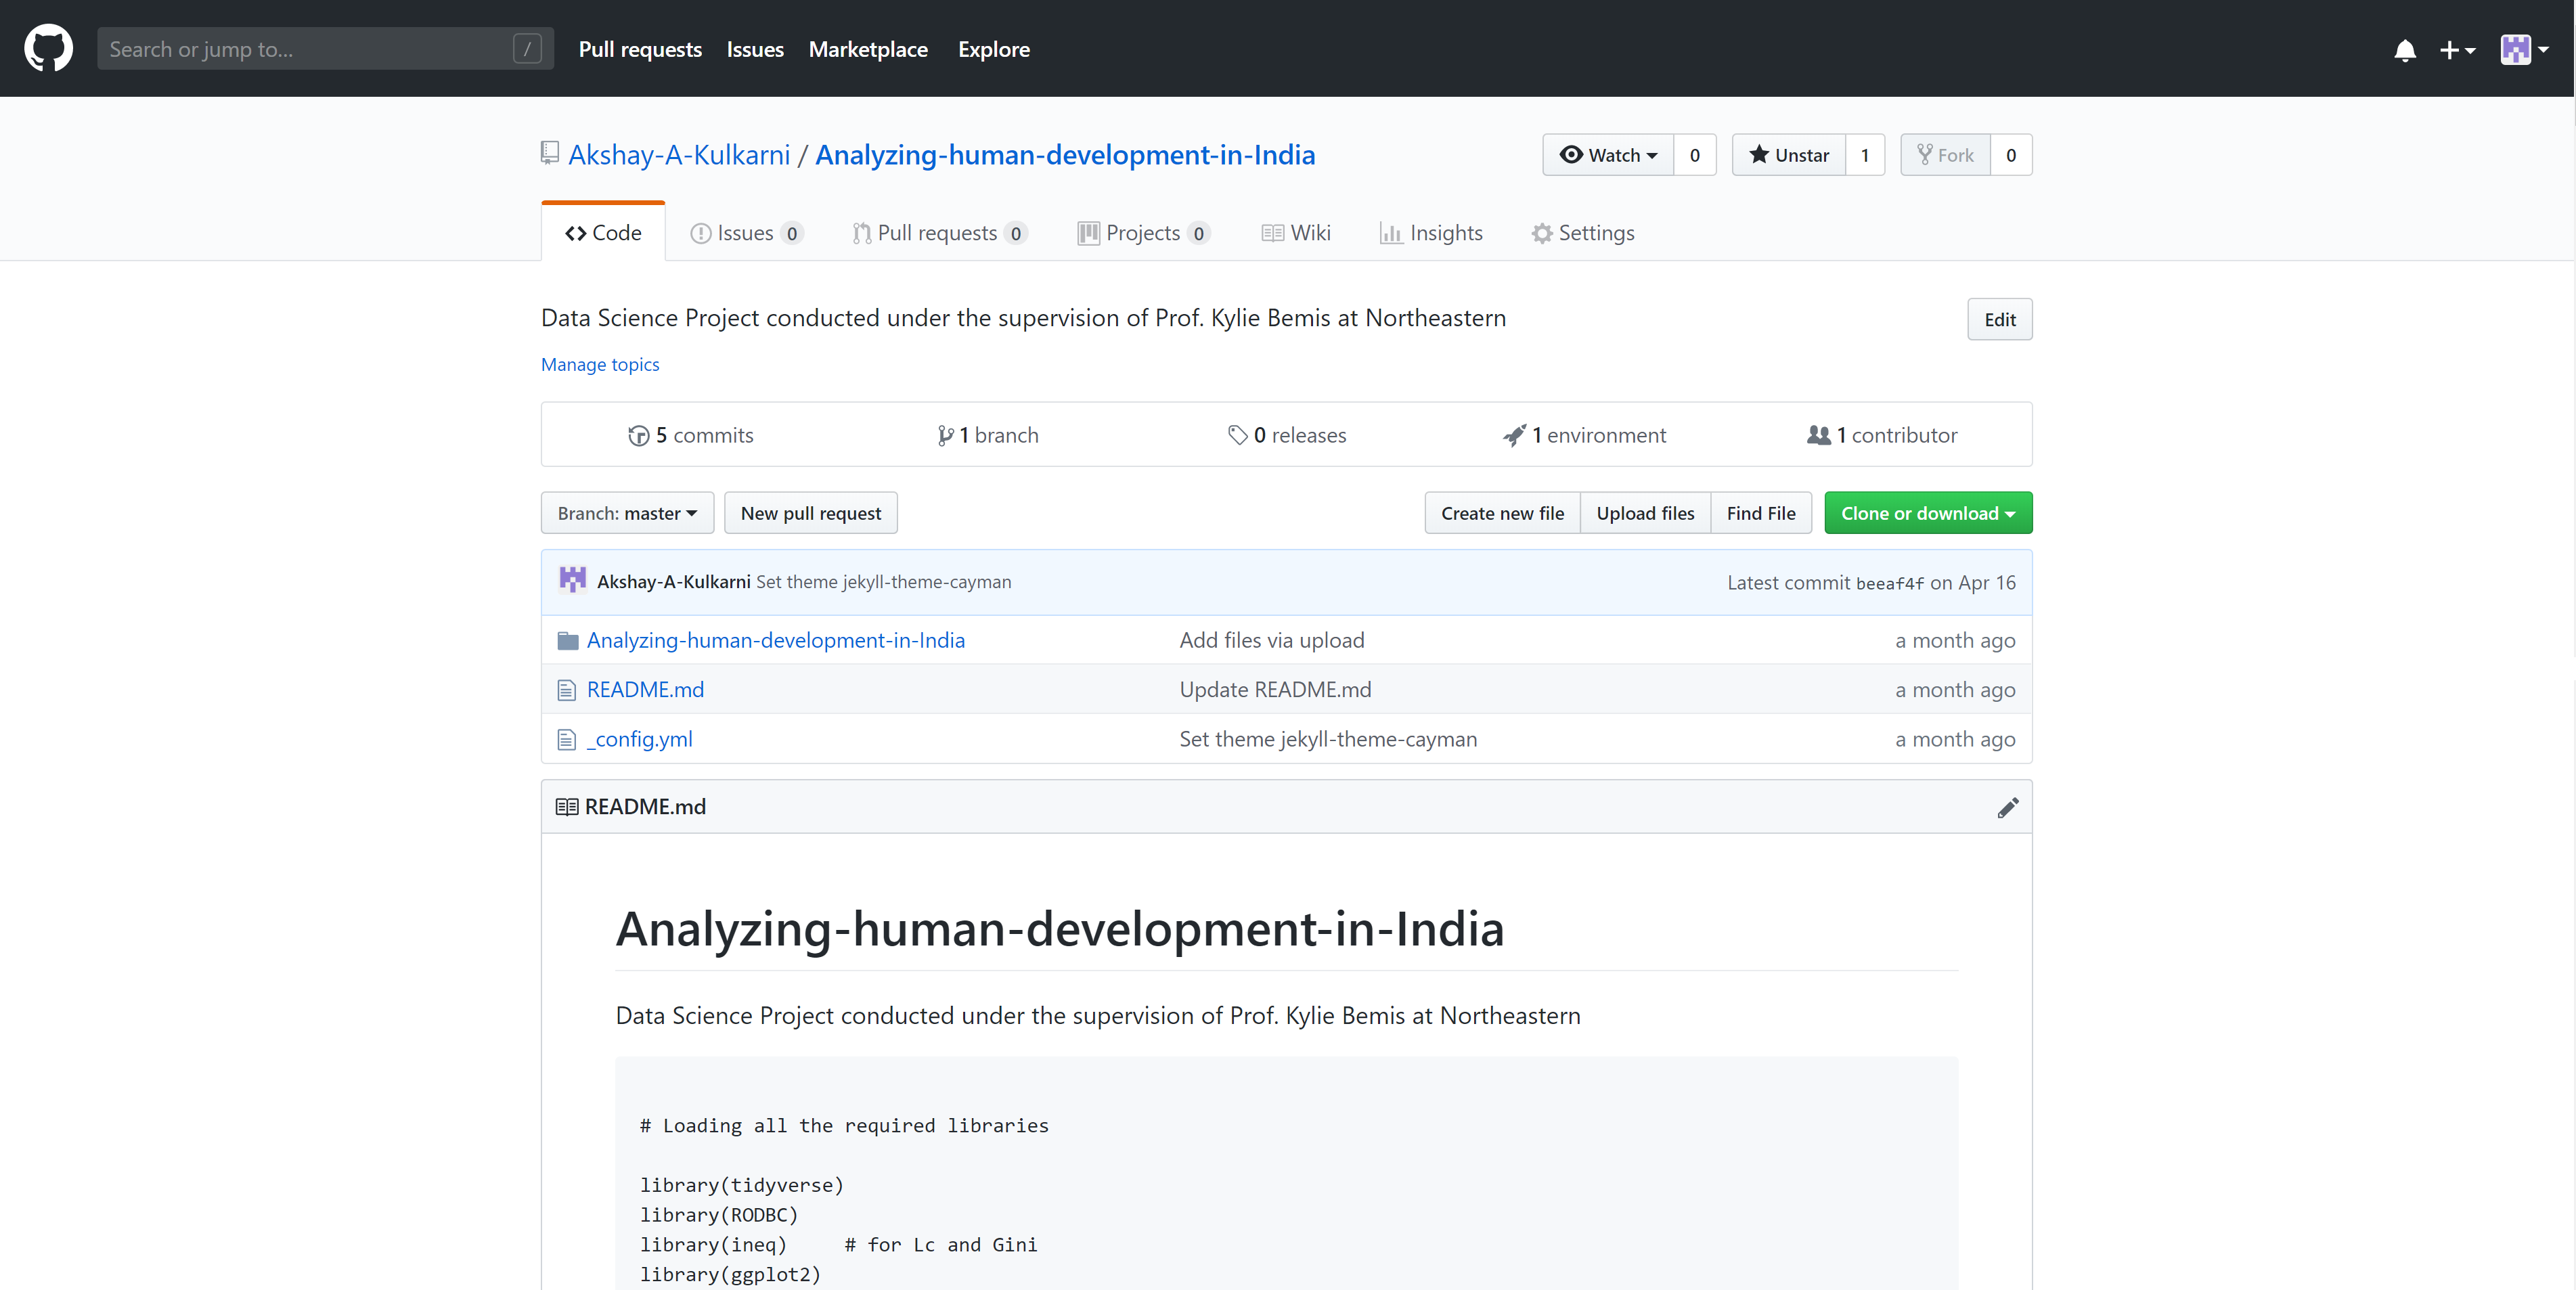 Search or jump to... /
Pull requests Issues Marketplace Explore
Akshay-A-Kulkarni / Analyzing-human-development-in-India
Watch 0 Unstar 1 Fork 0
Code Issues 0 Pull requests 0 Projects 0 Wiki Insights Settings
Data Science Project conducted under the supervision of Prof. Kylie Bemis at Northeastern Edit
Manage topics
5 commits 1 branch 0 releases 1 environment 1 contributor
Branch: master New pull request Create new file Upload files Find File Clone or download
Akshay-A-Kulkarni Set theme jekyll-theme-cayman Latest commit beeaf4f on Apr 16
Analyzing-human-development-in-India Add files via upload a month ago
README.md Update README.md a month ago
_config.yml Set theme jekyll-theme-cayman a month ago
README.md
Analyzing-human-development-in-India
Data Science Project conducted under the supervision of Prof. Kylie Bemis at Northeastern
# Loading all the required libraries
library(tidyverse)
library(RODBC)
library(ineq)     # for Lc and Gini
library(ggplot2)